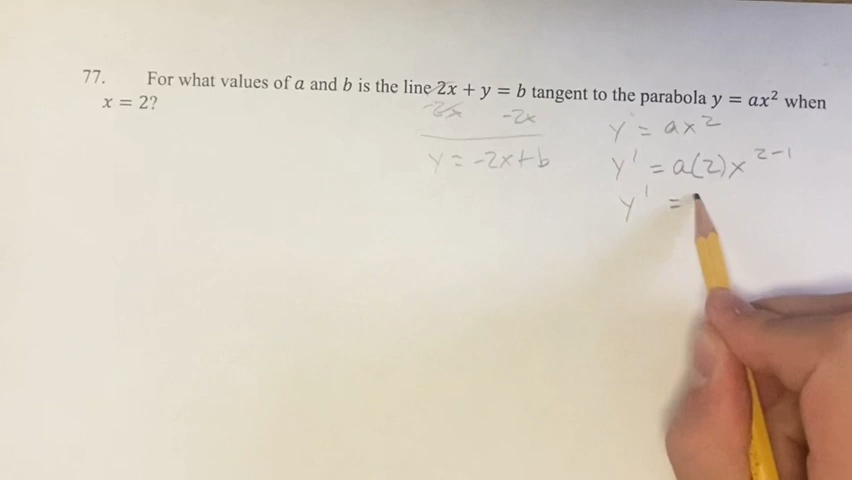 77. For what values of a and b is the line 2x + y = b tangent to the parabola y = ax² when
x = 2?
-2x -2x
y = -2x+b
y = ax²
y' = a(2)x²⁻¹
y' =